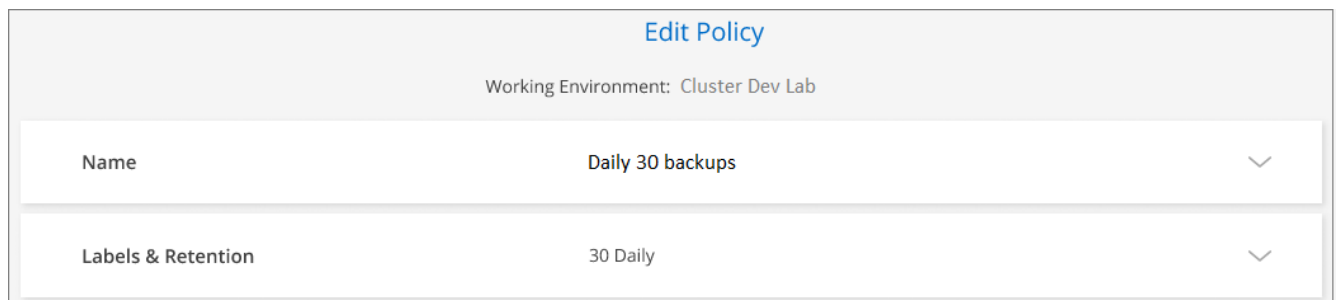 Edit Policy
Working Environment: Cluster Dev Lab
Name Daily 30 backups
Labels & Retention 30 Daily